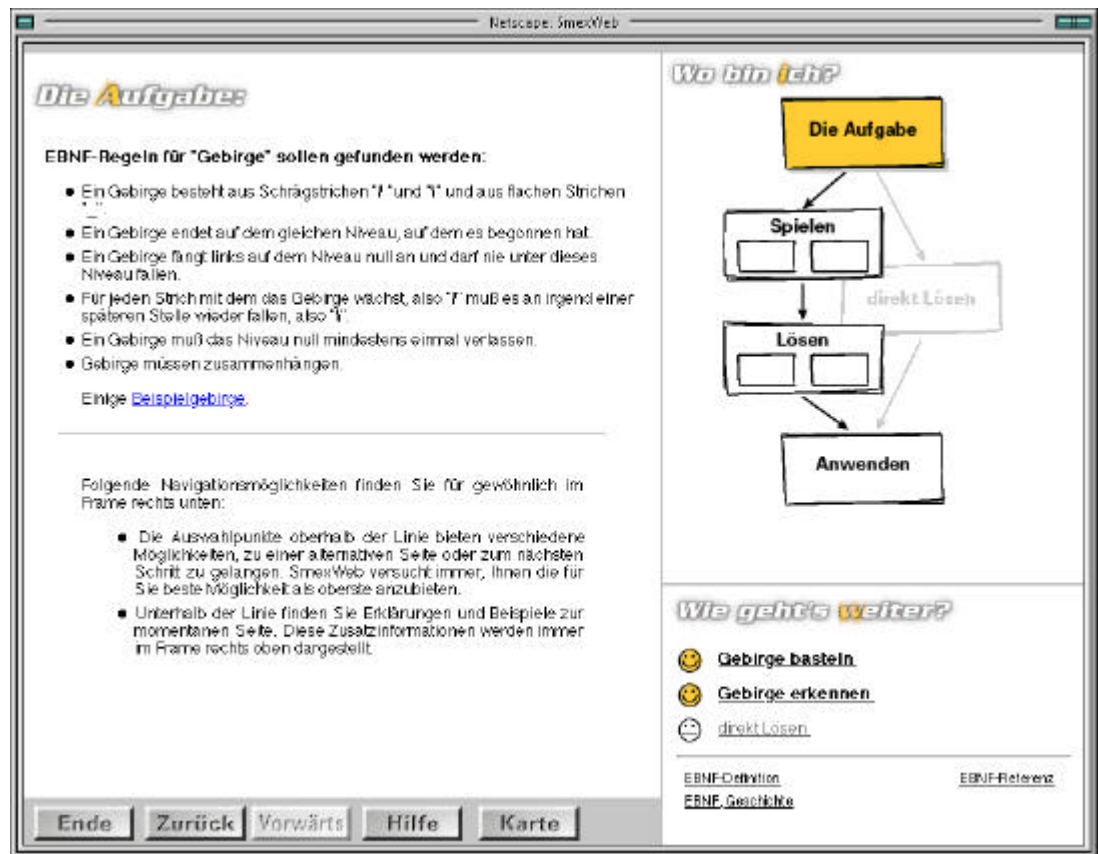 Netscape: SmexWeb
Die Aufgabe:
EBNF-Regeln für "Gebirge" sollen gefunden werden:
Ein Gebirge besteht aus Schrägstrichen "/ "und "\" und aus flachen Strichen
"_".
Ein Gebirge endet auf dem gleichen Niveau, auf dem es begonnen hat.
Ein Gebirge fängt links auf dem Niveau null an und darf nie unter dieses
Niveau fallen.
Für jeden Strich mit dem das Gebirge wächst, also "/" muß es an irgend einer
späteren Stelle wieder fallen, also "\".
Ein Gebirge muß das Niveau null mindestens einmal verlassen.
Gebirge müssen zusammenhängen.
Einige Beispielgebirge.
Folgende Navigationsmöglichkeiten finden Sie für gewöhnlich im
Frame rechts unten:
Die Auswahlpunkte oberhalb der Linie bieten verschiedene
Möglichkeiten, zu einer alternativen Seite oder zum nächsten
Schritt zu gelangen. SmexWeb versucht immer, Ihnen die für
Sie beste Möglichkeit als oberste anzubieten.
Unterhalb der Linie finden Sie Erklärungen und Beispiele zur
momentanen Seite. Diese Zusatzinformationen werden immer
im Frame rechts oben dargestellt.
Ende Zurück Vorwärts Hilfe Karte
Wo bin ich?
Die Aufgabe
Spielen
direkt Lösen
Lösen
Anwenden
Wie geht's weiter?
Gebirge basteln
Gebirge erkennen
direkt Lösen
EBNF-Definition EBNF-Referenz
EBNF, Geschichte